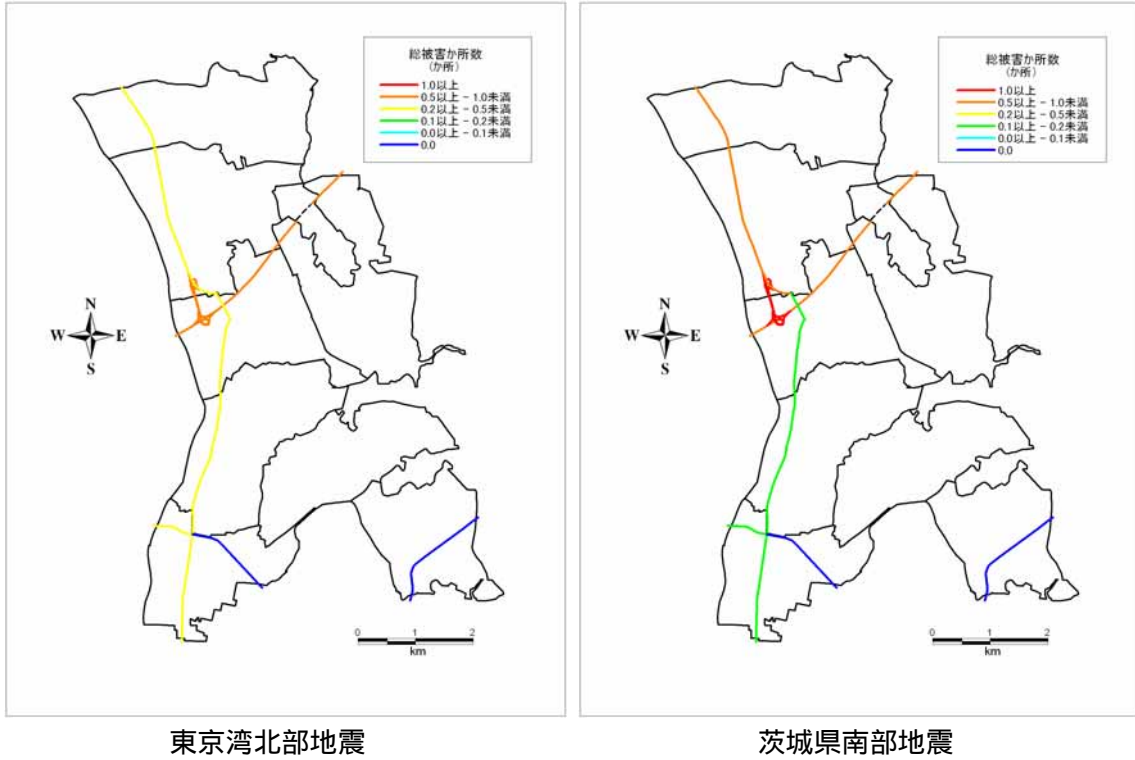 総被害か所数
(か所)
1.0以上
0.5以上 - 1.0未満
0.2以上 - 0.5未満
0.1以上 - 0.2未満
0.0以上 - 0.1未満
0.0
N
W E
S
0 1 2
km
東京湾北部地震
総被害か所数
(か所)
1.0以上
0.5以上 - 1.0未満
0.2以上 - 0.5未満
0.1以上 - 0.2未満
0.0以上 - 0.1未満
0.0
N
W E
S
0 1 2
km
茨城県南部地震